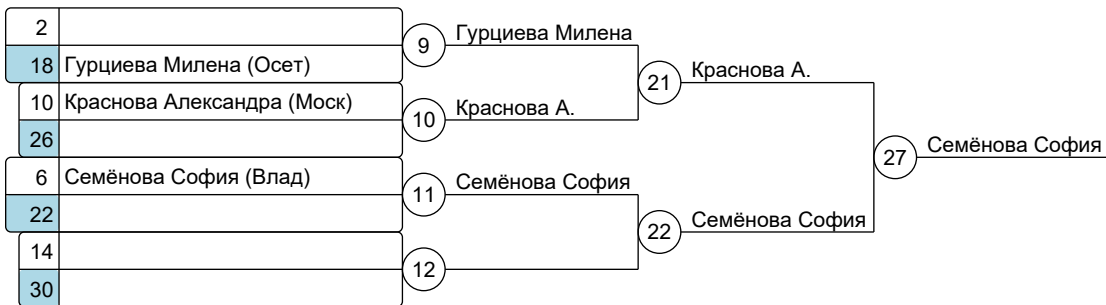 2
9
Гурциева Милена
18 Гурциева Милена (Осет)
21
Краснова А.
10 Краснова Александра (Моск)
10
Краснова А.
26
27
Семёнова София
6 Семёнова София (Влад)
11
Семёнова София
22
22
Семёнова София
14
12
30